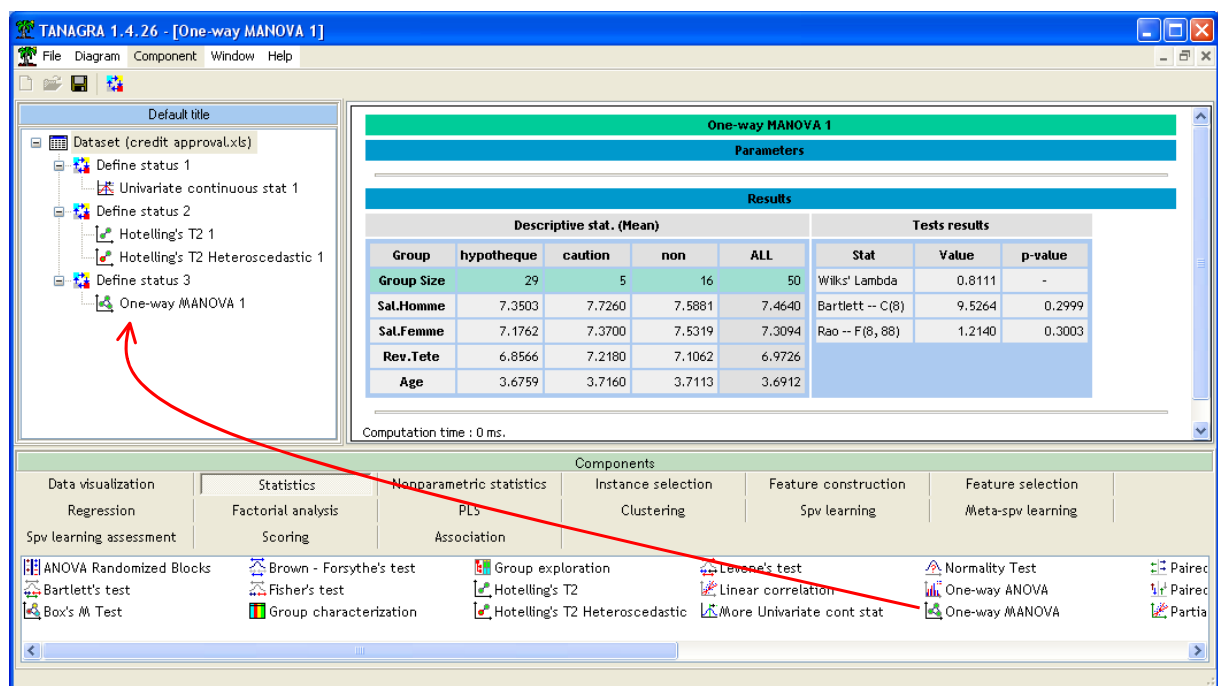 TANAGRA 1.4.26 - [One-way MANOVA 1]
File Diagram Component Window Help
Default title
Dataset (credit approval.xls)
Define status 1
Univariate continuous stat 1
Define status 2
Hotelling's T2 1
Hotelling's T2 Heteroscedastic 1
Define status 3
One-way MANOVA 1
One-way MANOVA 1
Parameters
Results
Descriptive stat. (Mean) Tests results
Group hypotheque caution non ALL Stat Value p-value
Group Size 29 5 16 50 Wilks' Lambda 0.8111 -
Sal.Homme 7.3503 7.7260 7.5881 7.4640 Bartlett -- C(8) 9.5264 0.2999
Sal.Femme 7.1762 7.3700 7.5319 7.3094 Rao -- F(8, 88) 1.2140 0.3003
Rev.Tete 6.8566 7.2180 7.1062 6.9726
Age 3.6759 3.7160 3.7113 3.6912
Computation time : 0 ms.
Components
Data visualization Statistics Nonparametric statistics Instance selection Feature construction Feature selection
Regression Factorial analysis PLS Clustering Spv learning Meta-spv learning
Spv learning assessment Scoring Association
ANOVA Randomized Blocks Brown - Forsythe's test Group exploration Levene's test Normality Test Paired
Bartlett's test Fisher's test Hotelling's T2 Linear correlation One-way ANOVA Paired
Box's M Test Group characterization Hotelling's T2 Heteroscedastic More Univariate cont stat One-way MANOVA Partia